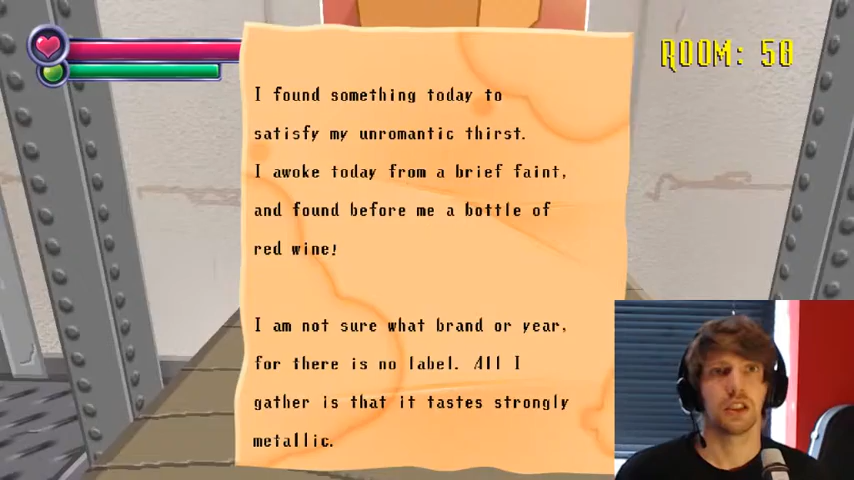 ROOM: 50
I found something today to
satisfy my unromantic thirst.
I awoke today from a brief faint,
and found before me a bottle of
red wine!
I am not sure what brand or year,
for there is no label. All I
gather is that it tastes strongly
metallic.